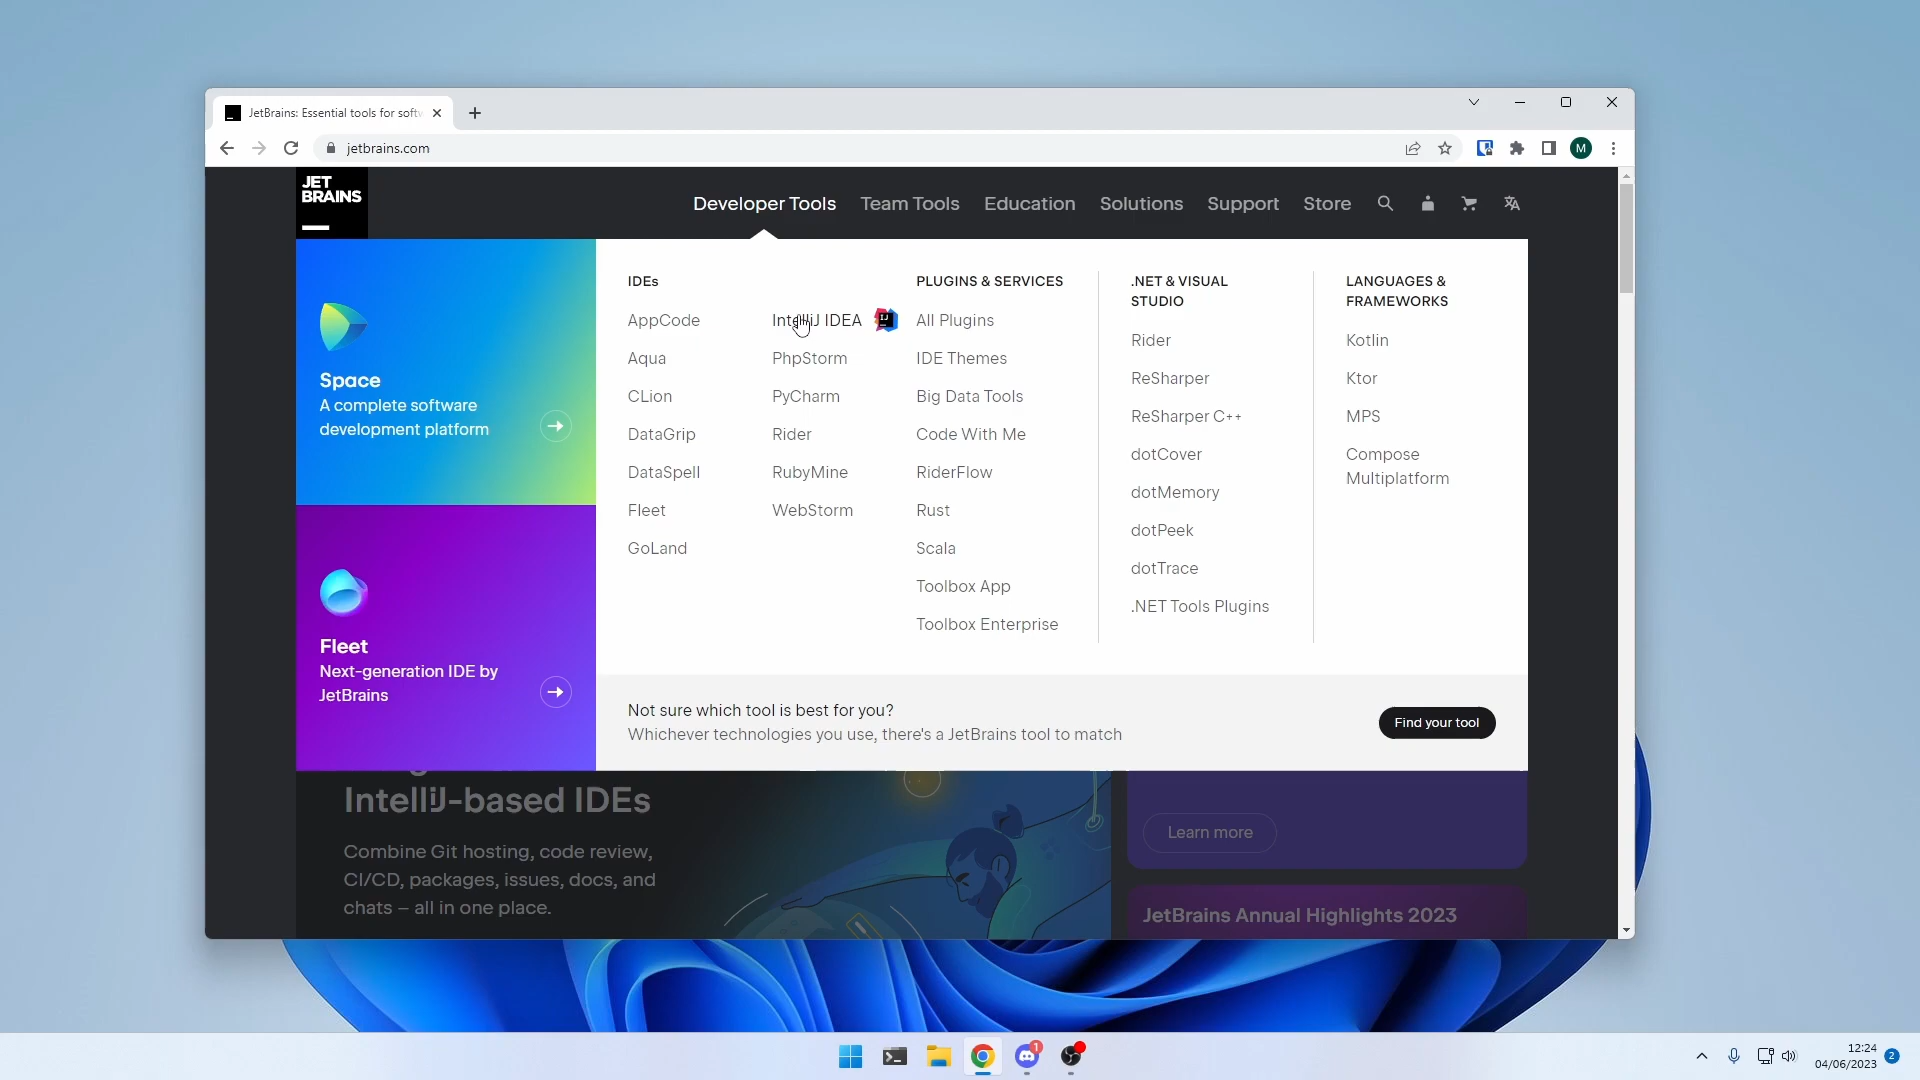 JetBrains: Essential tools for softw
jetbrains.com
M
JET
BRAINS
Developer Tools
Team Tools
Education
Solutions
Support
Store
Space
A complete software
development platform
Fleet
Next-generation IDE by
JetBrains
IDEs
AppCode
Aqua
CLion
DataGrip
DataSpell
Fleet
GoLand
IntelliJ IDEA
PhpStorm
PyCharm
Rider
RubyMine
WebStorm
PLUGINS & SERVICES
All Plugins
IDE Themes
Big Data Tools
Code With Me
RiderFlow
Rust
Scala
Toolbox App
Toolbox Enterprise
.NET & VISUAL
STUDIO
Rider
ReSharper
ReSharper C++
dotCover
dotMemory
dotPeek
dotTrace
.NET Tools Plugins
LANGUAGES &
FRAMEWORKS
Kotlin
Ktor
MPS
Compose
Multiplatform
Not sure which tool is best for you?
Whichever technologies you use, there's a JetBrains tool to match
Find your tool
IntelliJ-based IDEs
Combine Git hosting, code review,
CI/CD, packages, issues, docs, and
chats – all in one place.
Learn more
JetBrains Annual Highlights 2023
1
12:24
04/06/2023
2